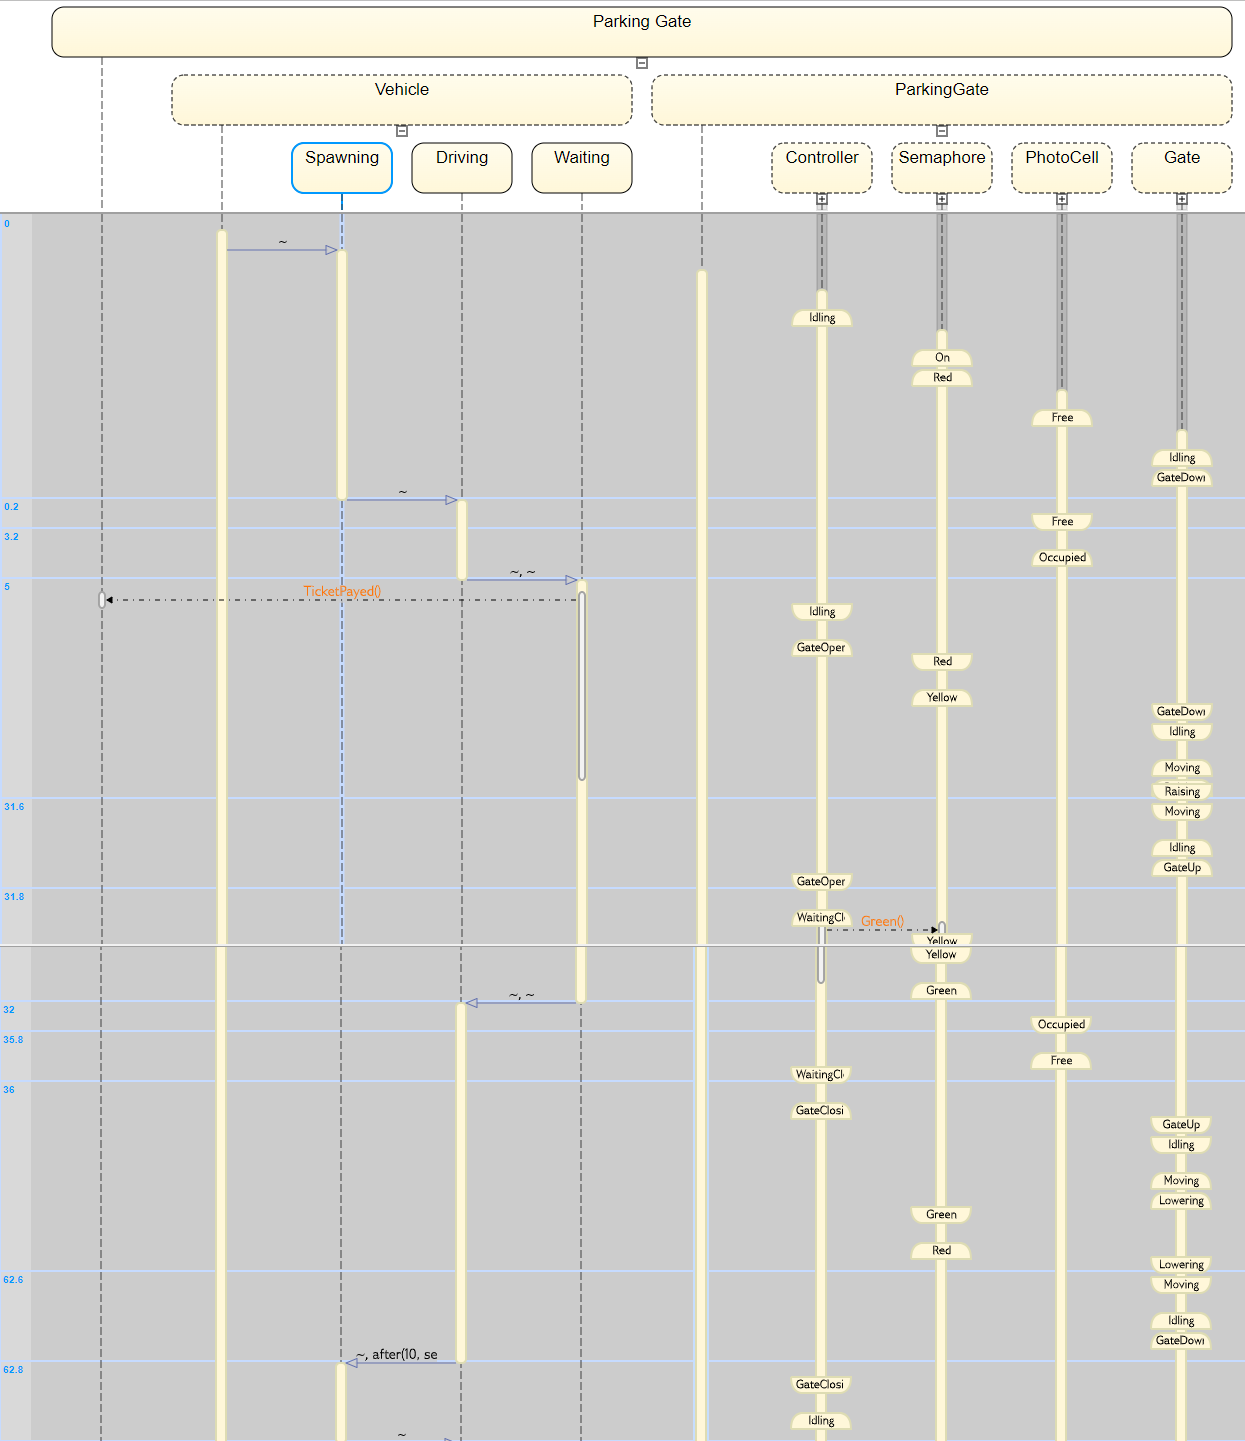 Parking Gate
Vehicle
ParkingGate
Spawning
Driving
Waiting
Controller
Semaphore
PhotoCell
Gate
0
~
Idling
On
Red
Free
Idling
GateDow
0.2
~
Free
3.2
Occupied
~, ~
5
TicketPayed()
Idling
GateOper
Red
Yellow
GateDow
Idling
Moving
Raising
31.6
Moving
Idling
GateUp
GateOper
31.8
WaitingCl
Green()
Yellow
Yellow
Green
~, ~
32
Occupied
35.8
Free
WaitingCl
36
GateClosi
GateUp
Idling
Moving
Lowering
Green
Red
Lowering
62.6
Moving
Idling
GateDow
~, after(10, se
62.8
GateClosi
Idling
~